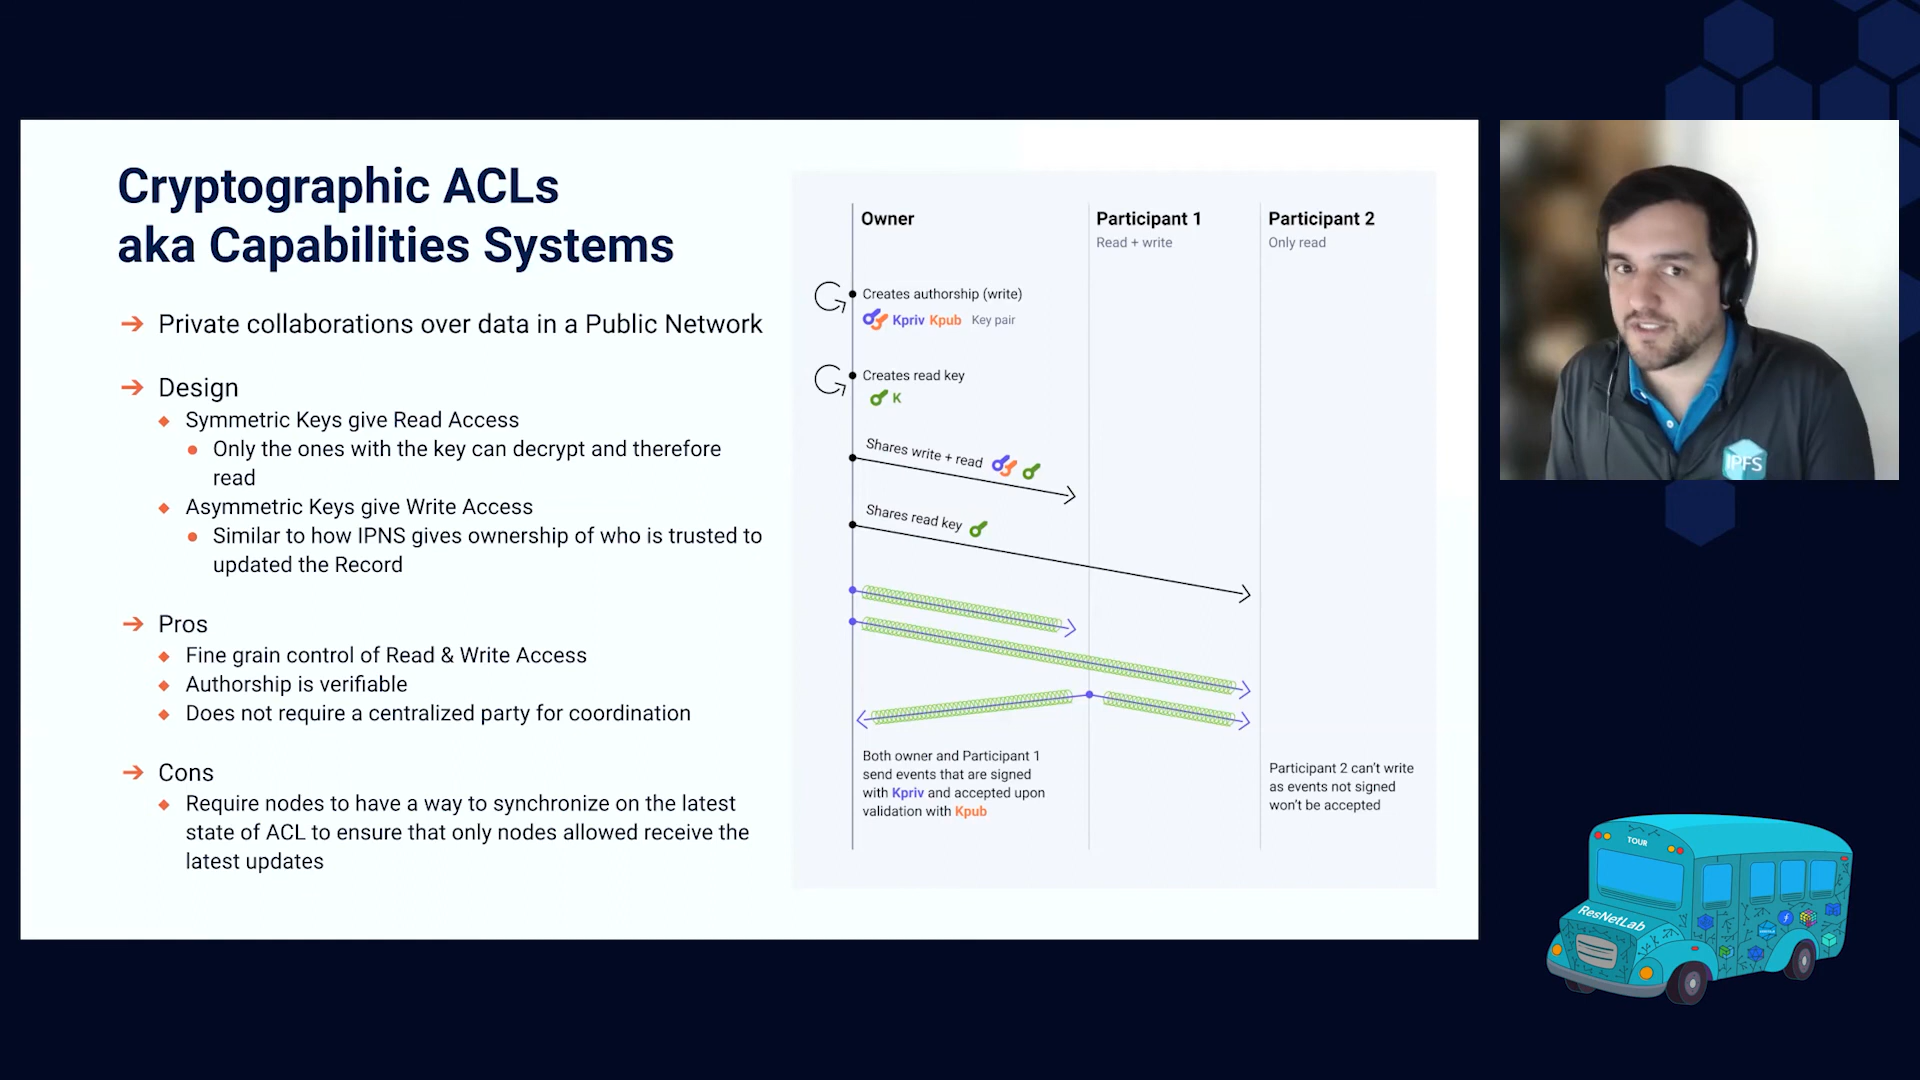 Cryptographic ACLs
aka Capabilities Systems
Private collaborations over data in a Public Network
Design
Symmetric Keys give Read Access
Only the ones with the key can decrypt and therefore
read
Asymmetric Keys give Write Access
Similar to how IPNS gives ownership of who is trusted to
updated the Record
Pros
Fine grain control of Read & Write Access
Authorship is verifiable
Does not require a centralized party for coordination
Cons
Require nodes to have a way to synchronize on the latest
state of ACL to ensure that only nodes allowed receive the
latest updates
Owner
Participant 1
Read + write
Participant 2
Only read
Creates authorship (write)
Kpriv Kpub Key pair
Creates read key
K
Shares write + read
Shares read key
Both owner and Participant 1
send events that are signed
with Kpriv and accepted upon
validation with Kpub
Participant 2 can't write
as events not signed
won't be accepted
IPFS
TOUR
ResNetLab